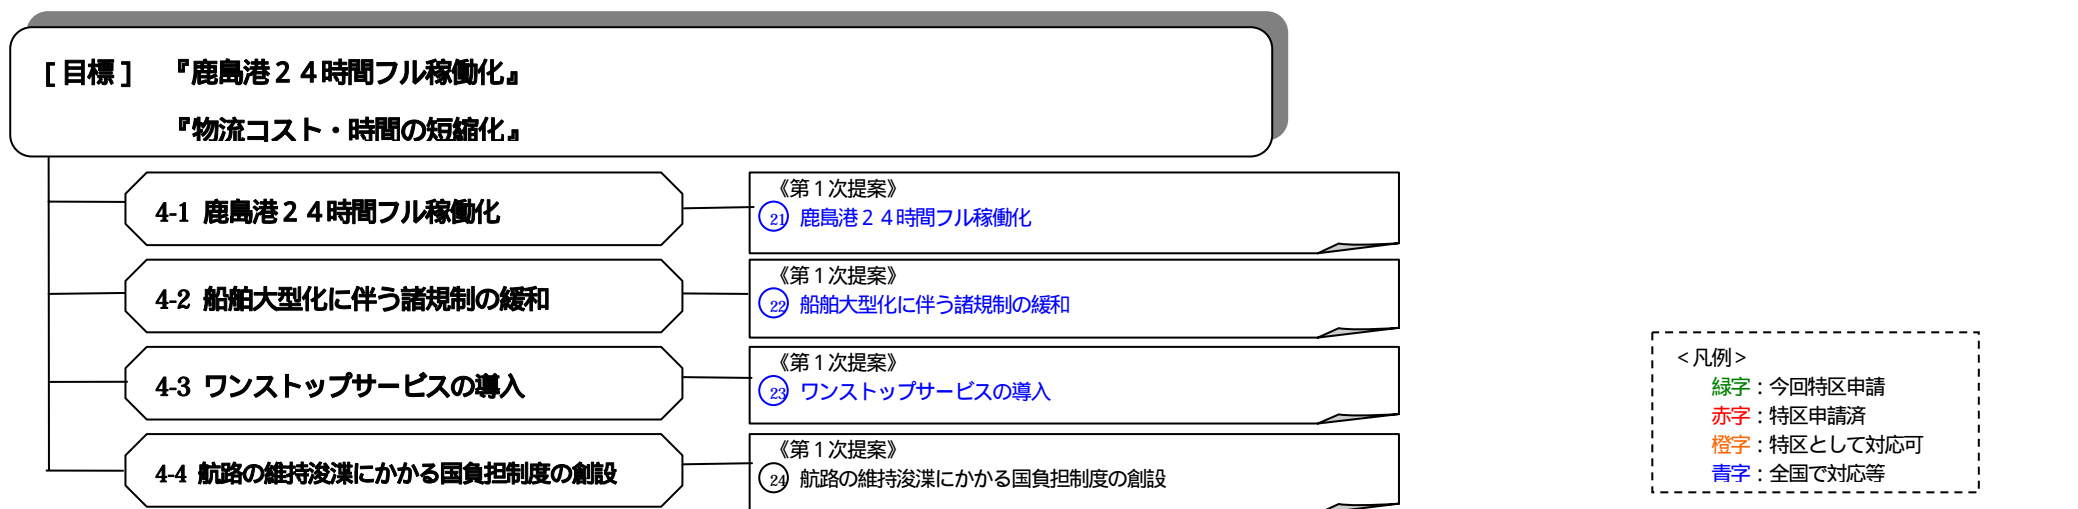 [ 目標 ] 『鹿島港２４時間フル稼働化』
『物流コスト・時間の短縮化』
4-1 鹿島港２４時間フル稼働化
《第１次提案》
21 鹿島港２４時間フル稼働化
4-2 船舶大型化に伴う諸規制の緩和
《第１次提案》
22 船舶大型化に伴う諸規制の緩和
4-3 ワンストップサービスの導入
《第１次提案》
23 ワンストップサービスの導入
4-4 航路の維持浚渫にかかる国負担制度の創設
《第１次提案》
24 航路の維持浚渫にかかる国負担制度の創設
＜凡例＞
緑字：今回特区申請
赤字：特区申請済
橙字：特区として対応可
青字：全国で対応等